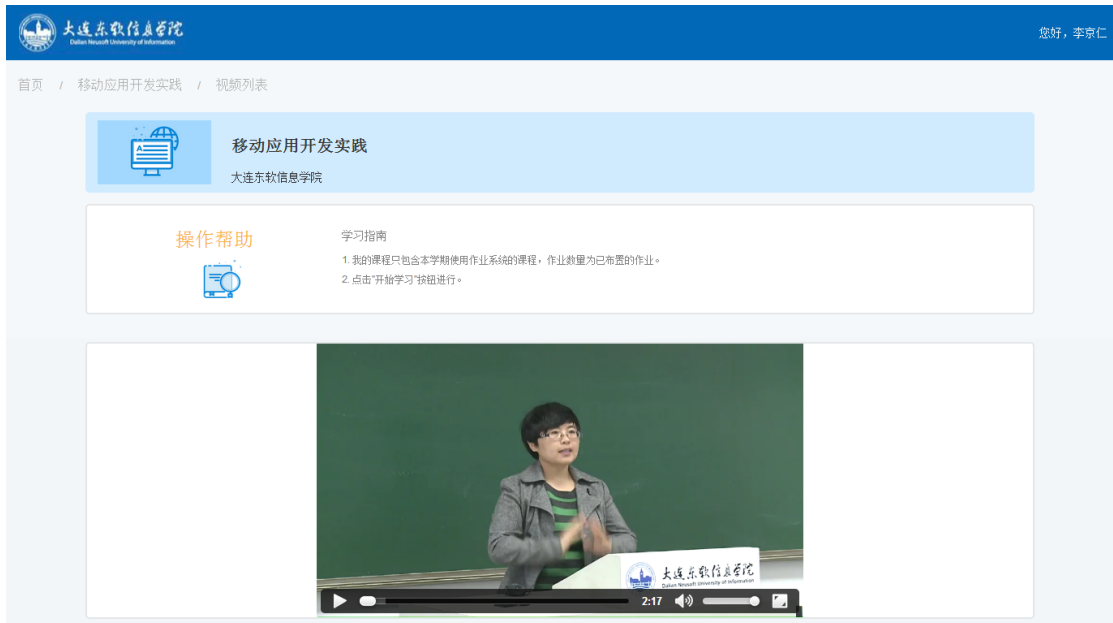 大连东软信息学院
Dalian Neusoft University of Information
您好，李京仁
首页 / 移动应用开发实践 / 视频列表
移动应用开发实践
大连东软信息学院
操作帮助
学习指南
1. 我的课程只包含本学期使用作业系统的课程，作业数量为已布置的作业。
2. 点击"开始学习"按钮进行。
大连东软信息学院
Dalian Neusoft University of Information
2:17